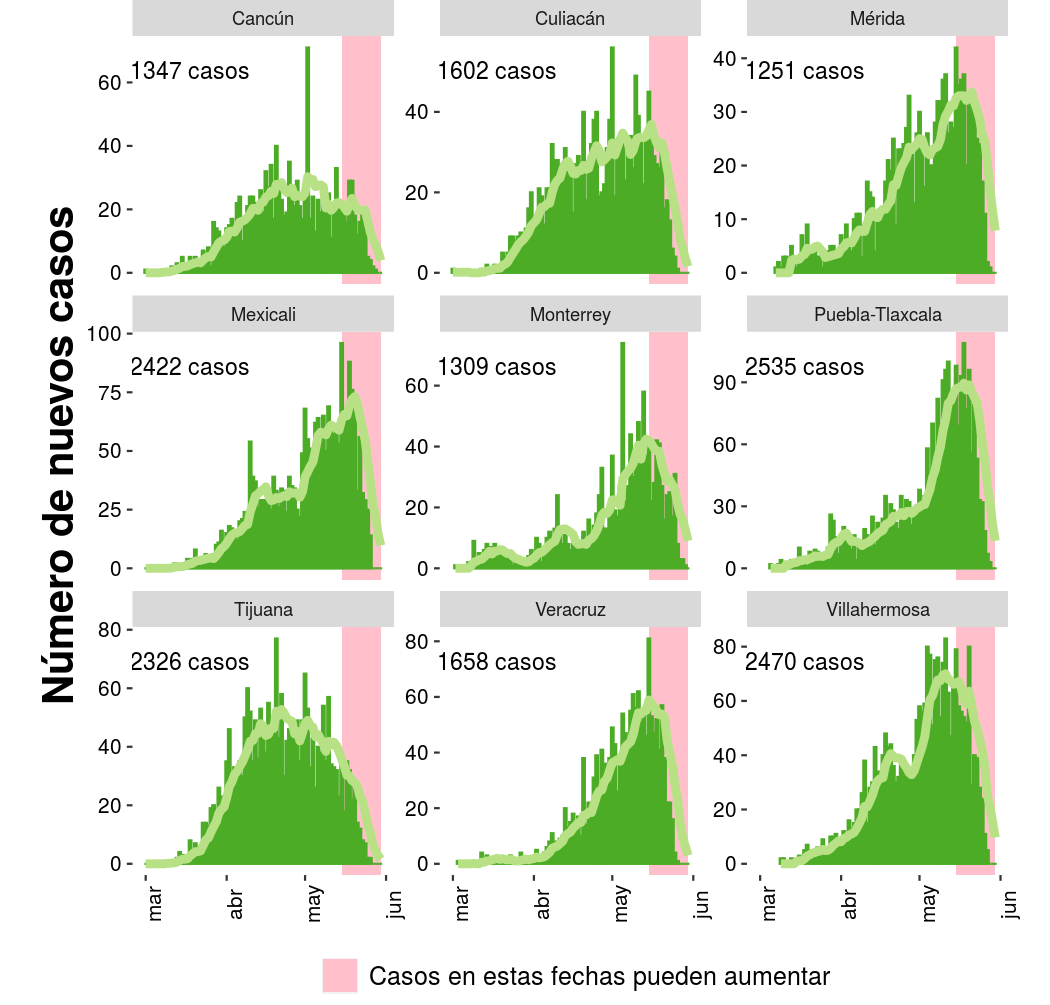 Cancún
Culiacán
Mérida
1347 casos
1602 casos
1251 casos
60
40
20
0
40
20
0
40
30
20
10
0
Número de nuevos casos
Mexicali
Monterrey
Puebla-Tlaxcala
2422 casos
1309 casos
2535 casos
100
75
50
25
0
60
40
20
0
90
60
30
0
Tijuana
Veracruz
Villahermosa
2326 casos
1658 casos
2470 casos
80
60
40
20
0
80
60
40
20
0
80
60
40
20
0
mar
abr
may
jun
mar
abr
may
jun
mar
abr
may
jun
Casos en estas fechas pueden aumentar